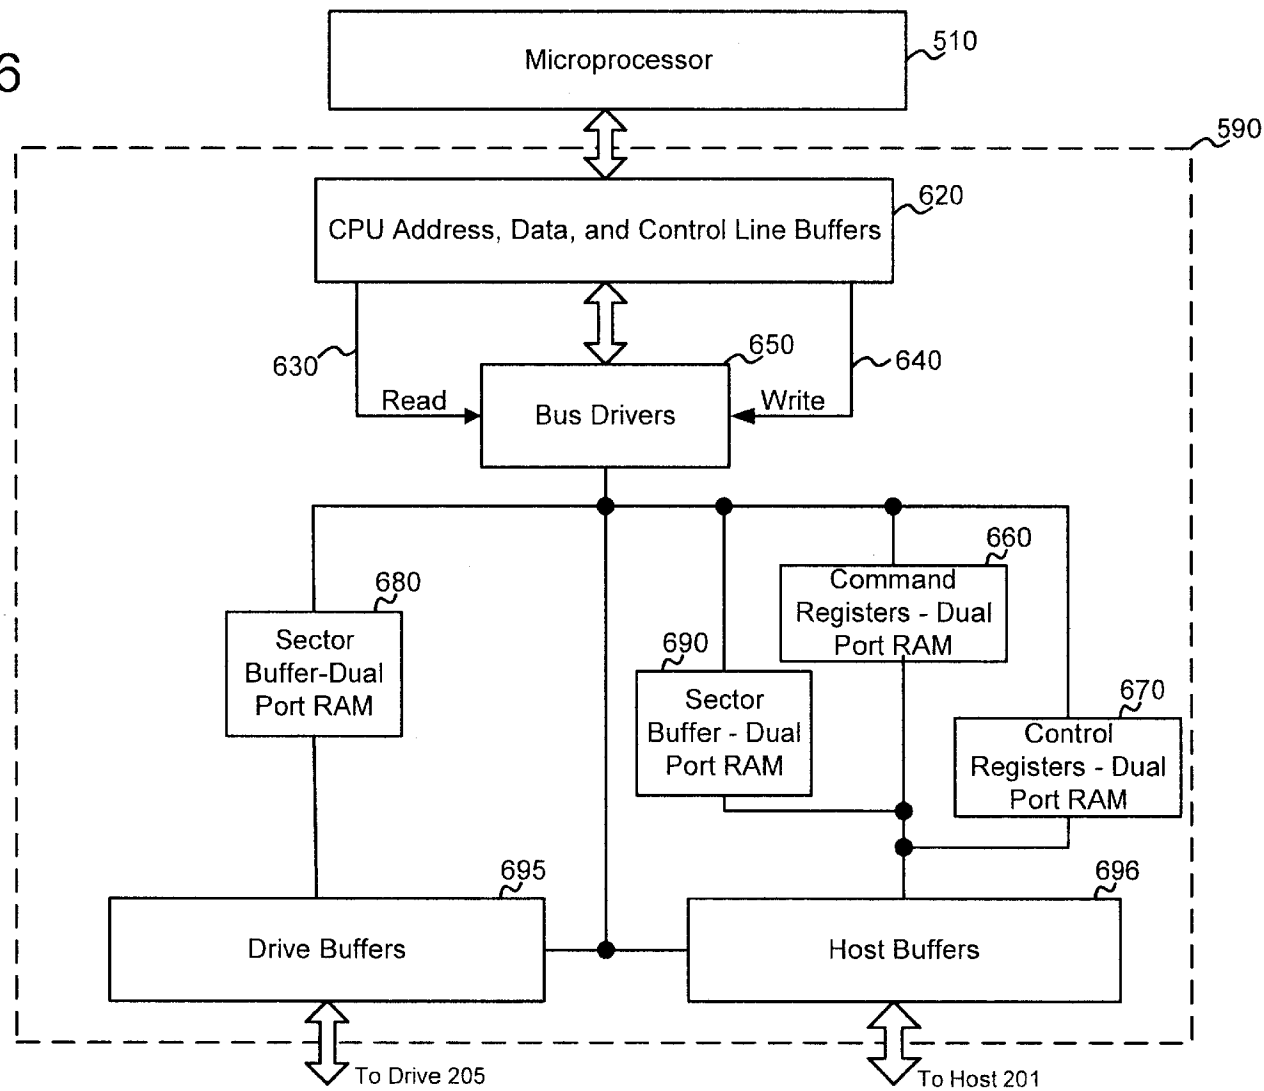 6
Microprocessor
510
590
CPU Address, Data, and Control Line Buffers
620
630
650
640
Read
Write
Bus Drivers
660
Command
Registers - Dual
Port RAM
680
Sector
Buffer-Dual
Port RAM
690
Sector
Buffer - Dual
Port RAM
670
Control
Registers - Dual
Port RAM
695
Drive Buffers
696
Host Buffers
To Drive 205
To Host 201